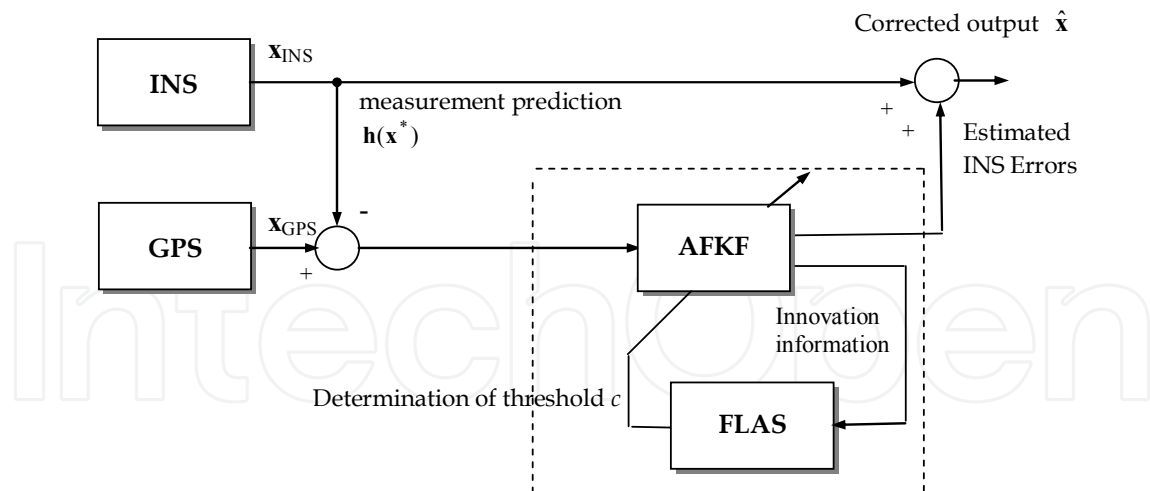 Corrected output x̂
x_INS
INS
measurement prediction
h(x*)
+
+
Estimated
INS Errors
-
x_GPS
GPS
+
AFKF
Innovation
information
Determination of threshold c
FLAS
IntechOpen